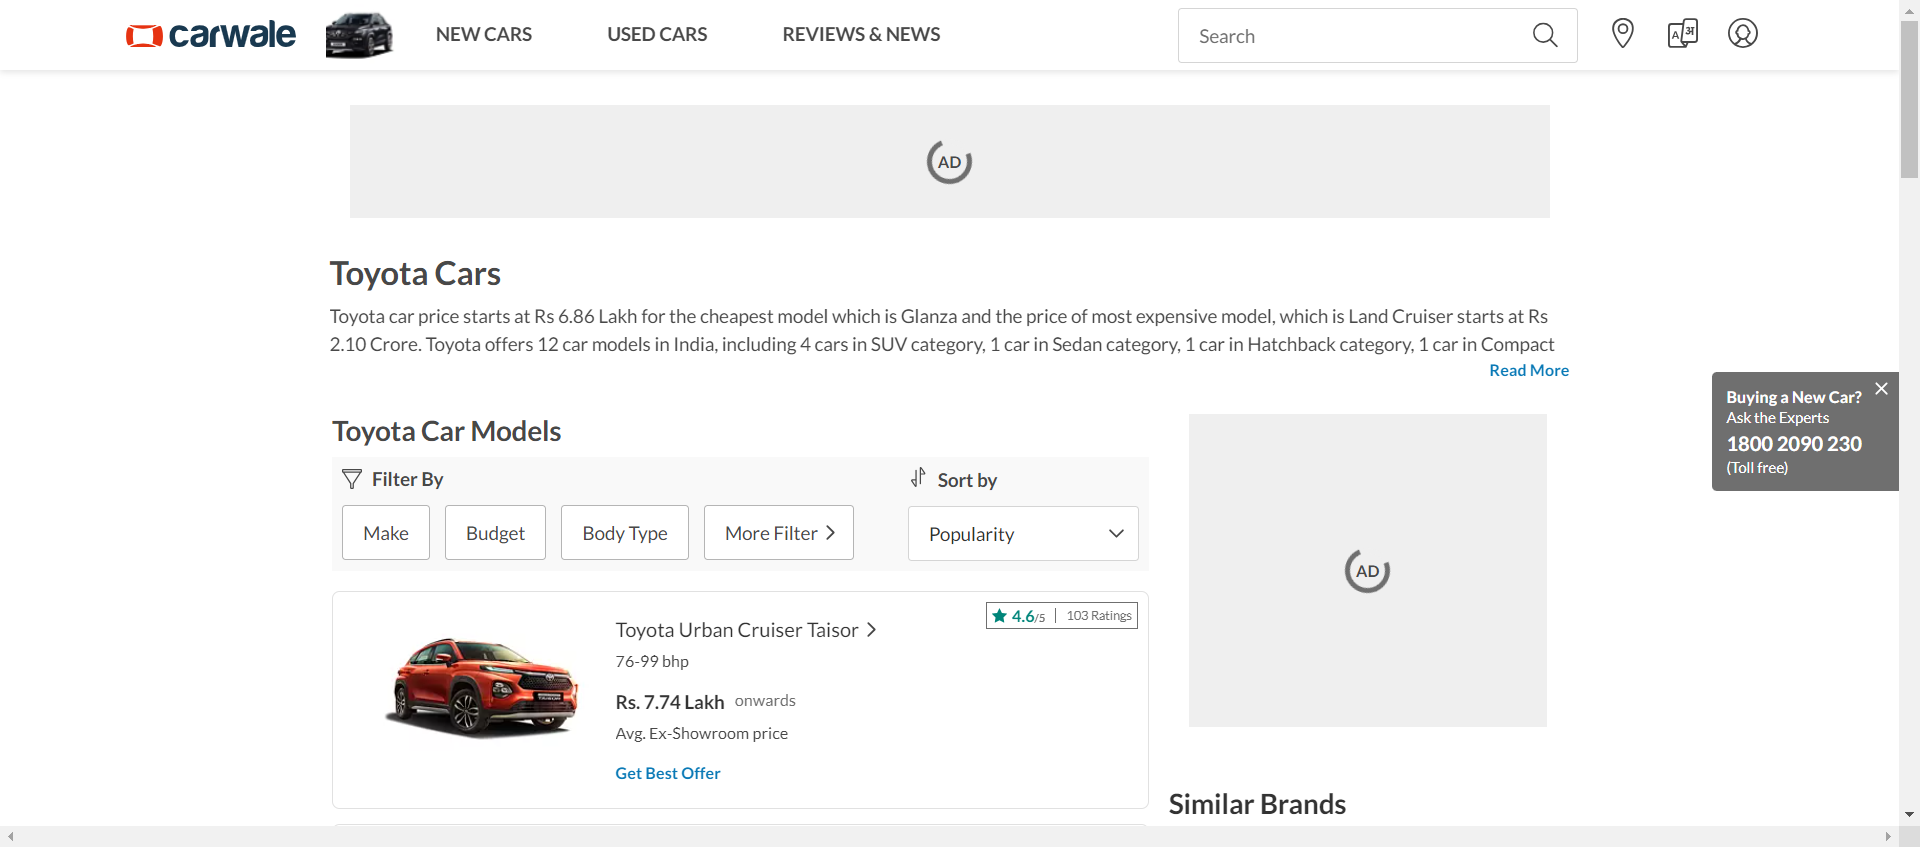 carwale
NEW CARS
USED CARS
REVIEWS & NEWS
Search
A अ
AD
Toyota Cars
Toyota car price starts at Rs 6.86 Lakh for the cheapest model which is Glanza and the price of most expensive model, which is Land Cruiser starts at Rs
2.10 Crore. Toyota offers 12 car models in India, including 4 cars in SUV category, 1 car in Sedan category, 1 car in Hatchback category, 1 car in Compact
Read More
Buying a New Car?
Ask the Experts
1800 2090 230
(Toll free)
Toyota Car Models
Filter By
Sort by
Make
Budget
Body Type
More Filter
Popularity
AD
4.6/5 | 103 Ratings
Toyota Urban Cruiser Taisor
76-99 bhp
Rs. 7.74 Lakh onwards
Avg. Ex-Showroom price
Get Best Offer
Similar Brands